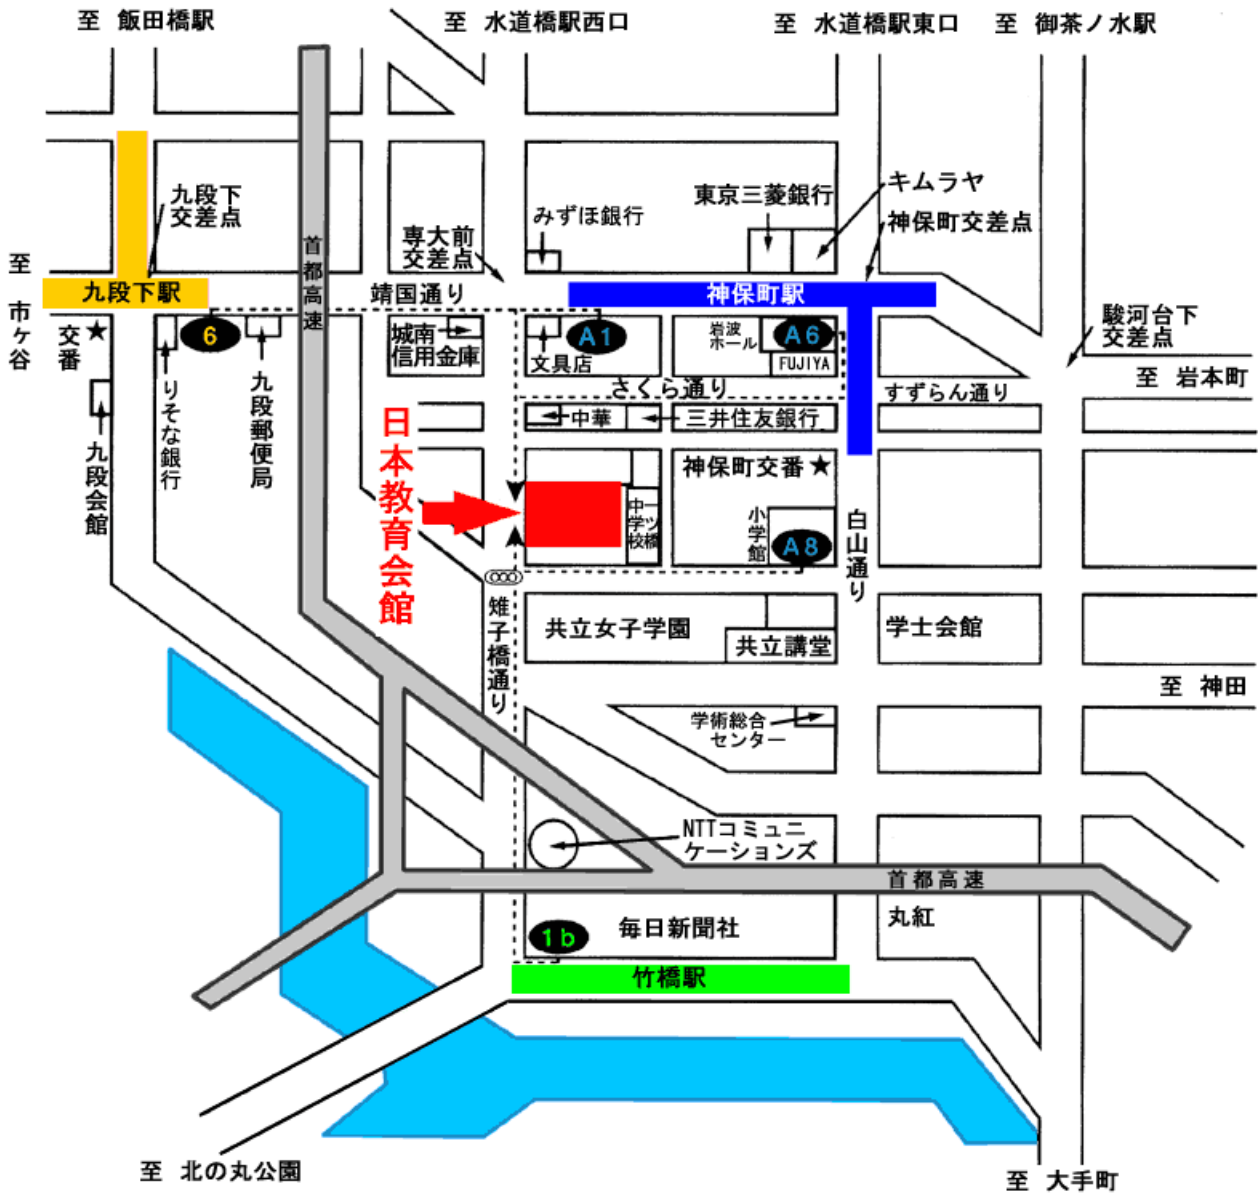 至 飯田橋駅
至 水道橋駅西口
至 水道橋駅東口
至 御茶ノ水駅
九段下
交差点
首都高速
専大前
交差点
みずほ銀行
東京三菱銀行
キムラヤ
神保町交差点
至 市ヶ谷
九段下駅
靖国通り
神保町駅
駿河台下
交差点
交番★
りそな銀行
6
九段郵便局
城南
信用金庫
文具店
A1
岩波
ホール
A6
FUJIYA
至 岩本町
さくら通り
すずらん通り
九段会館
中華
三井住友銀行
日本教育会館
神保町交番★
一ツ橋
中学校
小学館
A8
白山通り
雉子橋通り
共立女子学園
共立講堂
学士会館
至 神田
学術総合
センター
NTTコミュニ
ケーションズ
首都高速
丸紅
1b
毎日新聞社
竹橋駅
至 北の丸公園
至 大手町